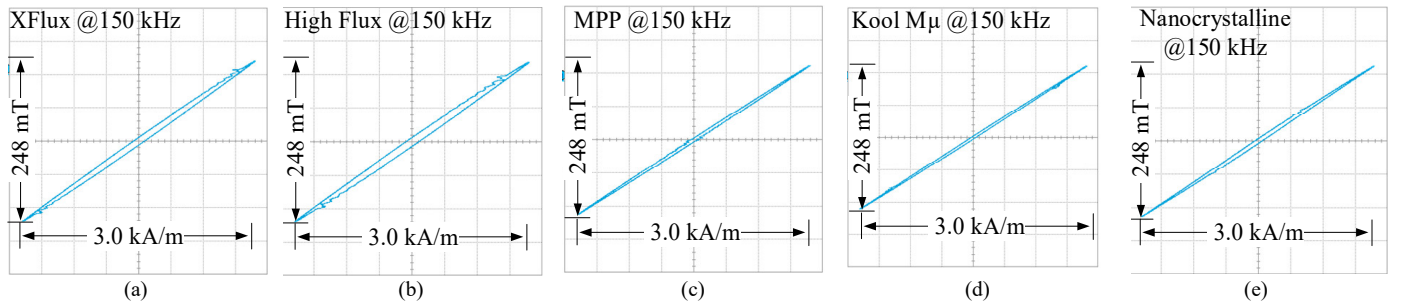 XFlux @150 kHz
248 mT
3.0 kA/m
(a)
High Flux @150 kHz
248 mT
3.0 kA/m
(b)
MPP @150 kHz
248 mT
3.0 kA/m
(c)
Kool Mµ @150 kHz
248 mT
3.0 kA/m
(d)
Nanocrystalline
@150 kHz
248 mT
3.0 kA/m
(e)